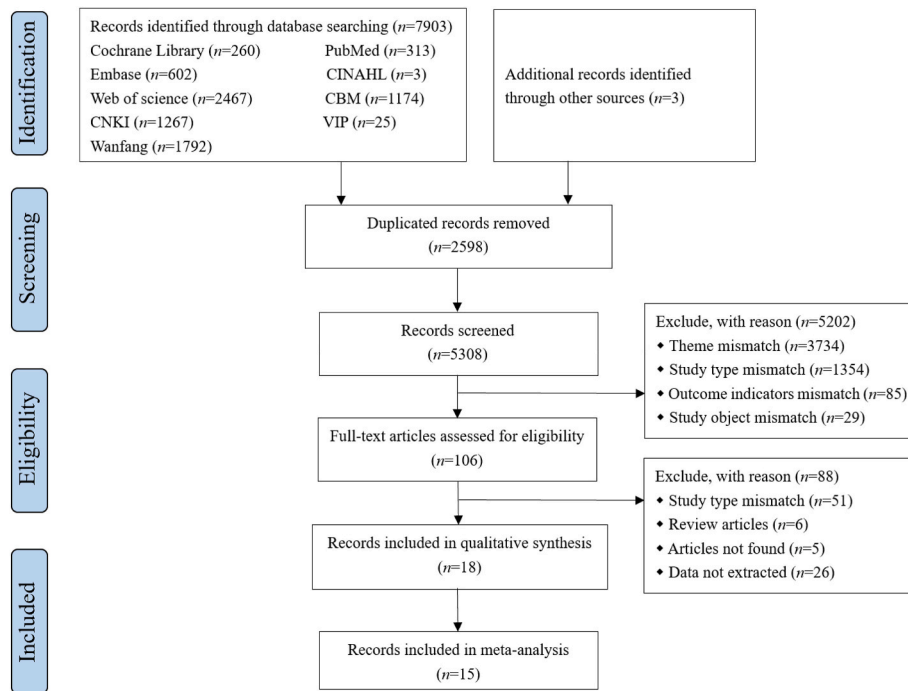 Identification
Records identified through database searching (n=7903)
Cochrane Library (n=260) PubMed (n=313)
Embase (n=602) CINAHL (n=3)
Web of science (n=2467) CBM (n=1174)
CNKI (n=1267) VIP (n=25)
Wanfang (n=1792)
Additional records identified
through other sources (n=3)
Screening
Duplicated records removed
(n=2598)
Records screened
(n=5308)
Exclude, with reason (n=5202)
◆ Theme mismatch (n=3734)
◆ Study type mismatch (n=1354)
◆ Outcome indicators mismatch (n=85)
◆ Study object mismatch (n=29)
Eligibility
Full-text articles assessed for eligibility
(n=106)
Exclude, with reason (n=88)
◆ Study type mismatch (n=51)
◆ Review articles (n=6)
◆ Articles not found (n=5)
◆ Data not extracted (n=26)
Records included in qualitative synthesis
(n=18)
Included
Records included in meta-analysis
(n=15)